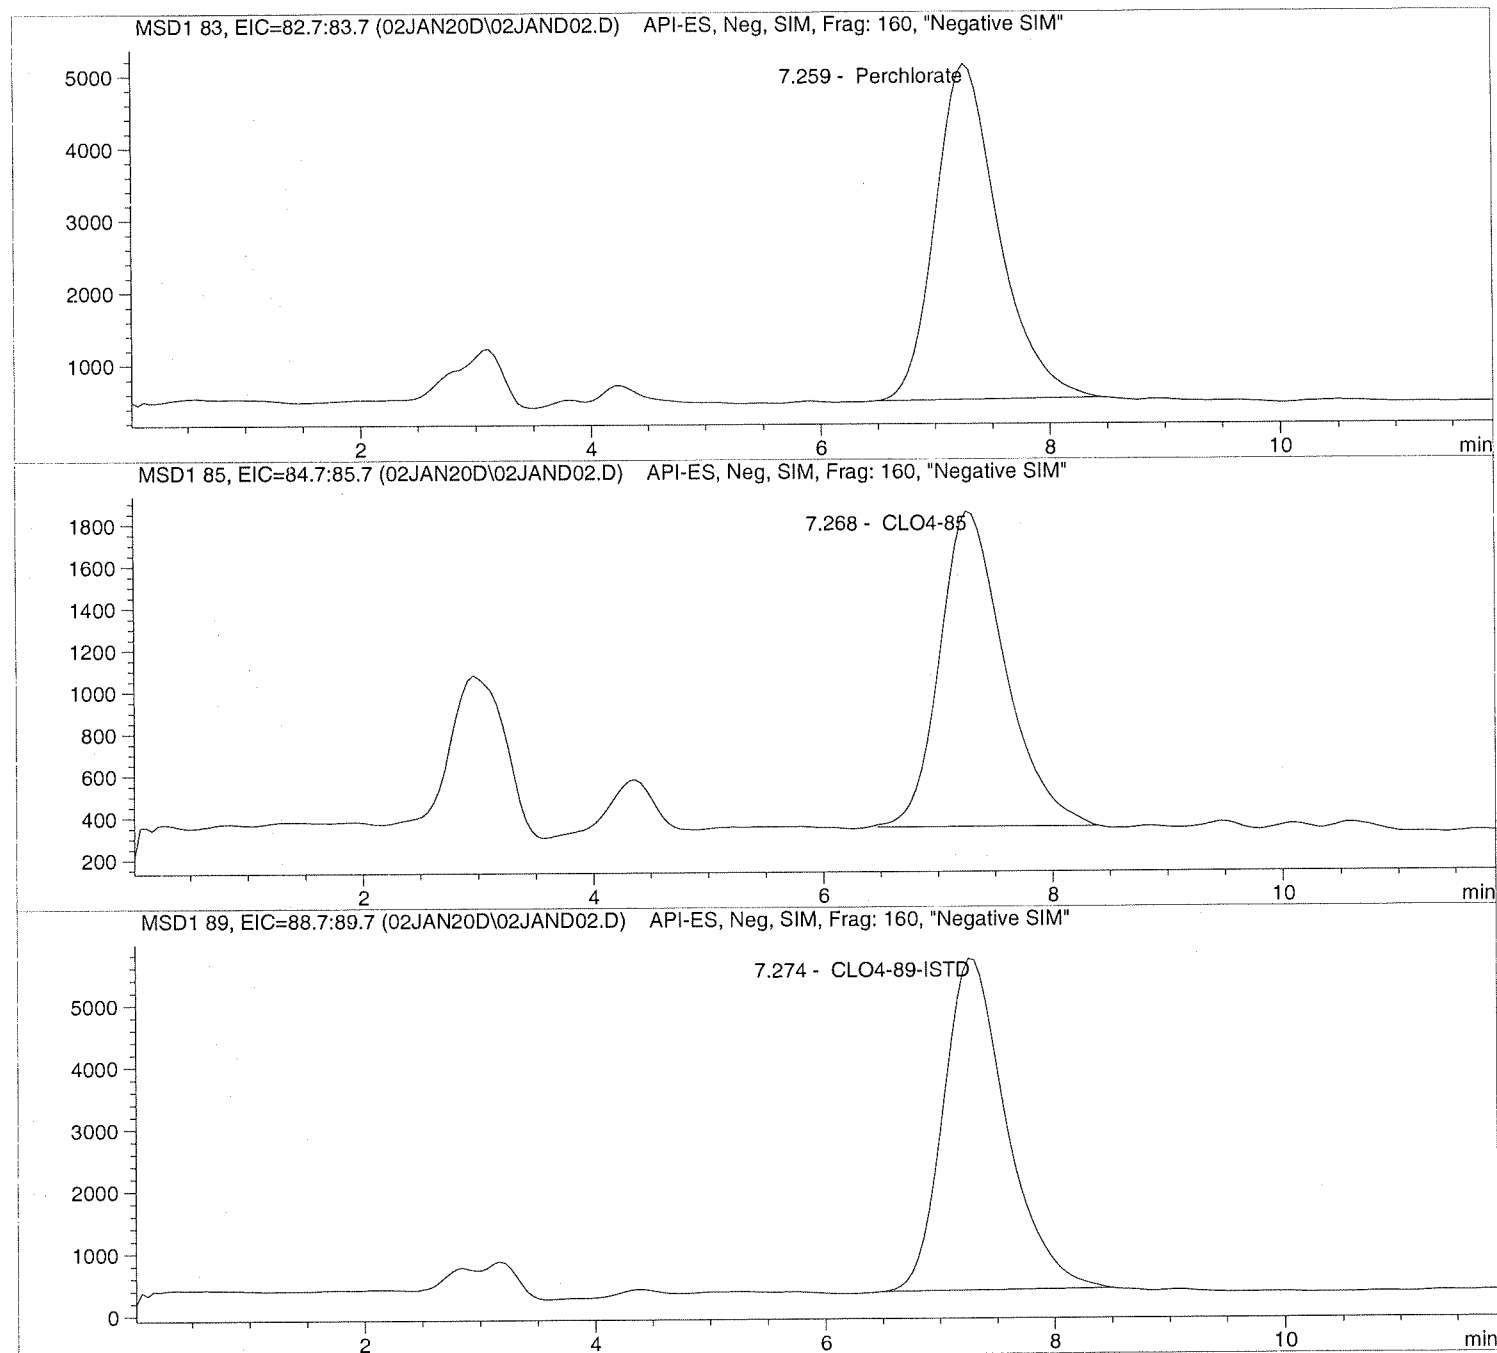 MSD1 83, EIC=82.7:83.7 (02JAN20D\02JAND02.D) API-ES, Neg, SIM, Frag: 160, "Negative SIM"
7.259 - Perchlorate
5000
4000
3000
2000
1000
2 4 6 8 10 min
MSD1 85, EIC=84.7:85.7 (02JAN20D\02JAND02.D) API-ES, Neg, SIM, Frag: 160, "Negative SIM"
7.268 - CLO4-85
1800
1600
1400
1200
1000
800
600
400
200
2 4 6 8 10 min
MSD1 89, EIC=88.7:89.7 (02JAN20D\02JAND02.D) API-ES, Neg, SIM, Frag: 160, "Negative SIM"
7.274 - CLO4-89-ISTD
5000
4000
3000
2000
1000
0
2 4 6 8 10 min